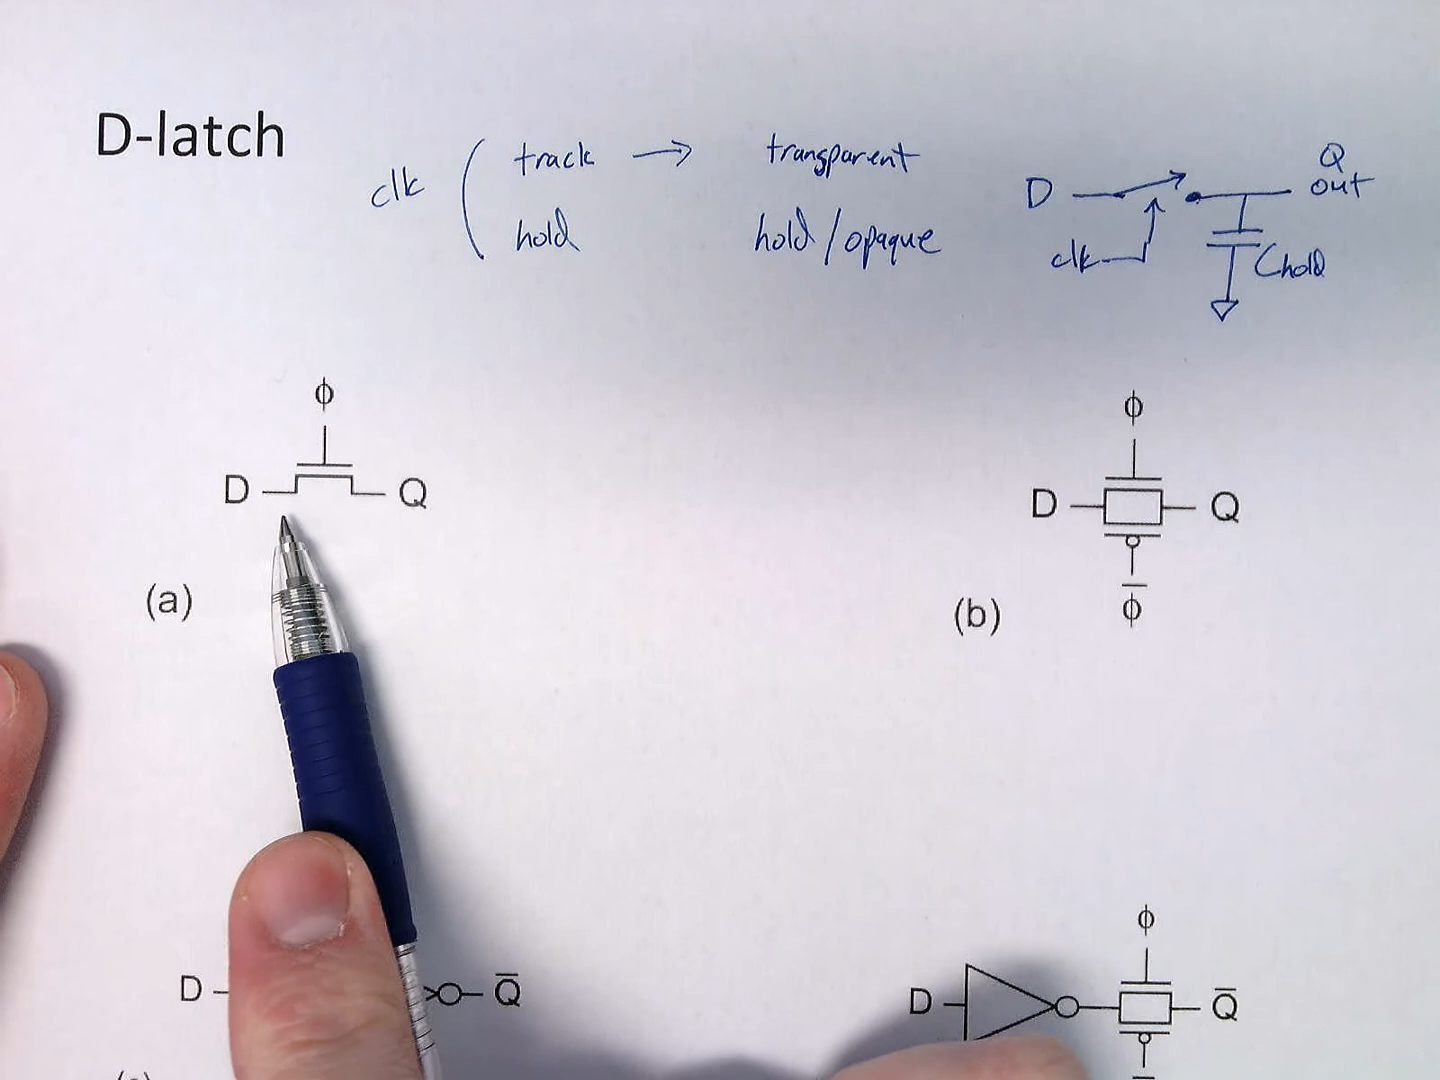 D-latch
clk ( track → transparent
hold hold / opaque
D Q
out
clk Chold
ϕ
D Q
(a)
ϕ
D Q
ϕ̅
(b)
D Q̅
ϕ
D Q̅